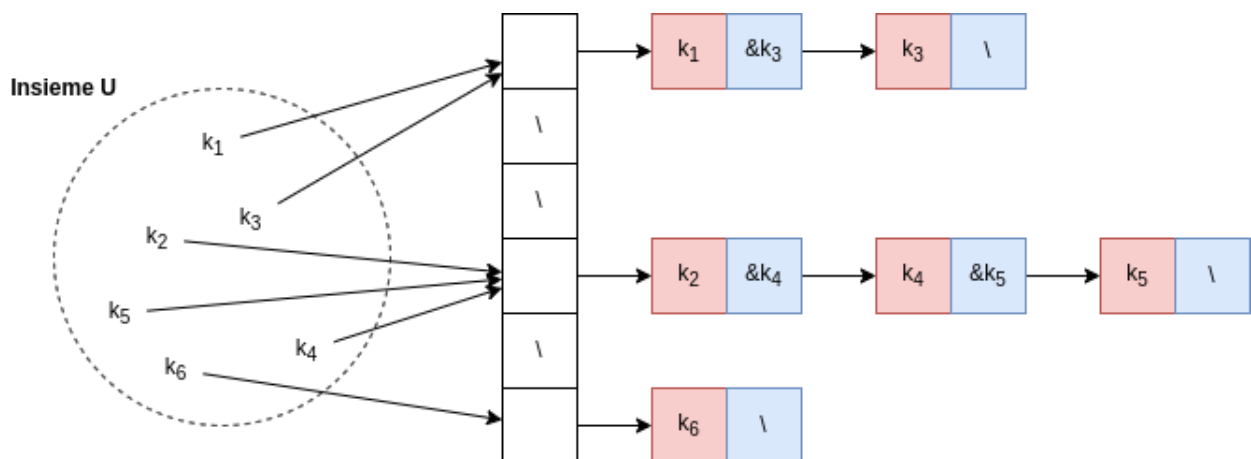 k1 &k3 k3 \
Insieme U
k1
\
k3
\
k2
k2 &k4 k4 &k5 k5 \
k5
k4
\
k6
k6 \